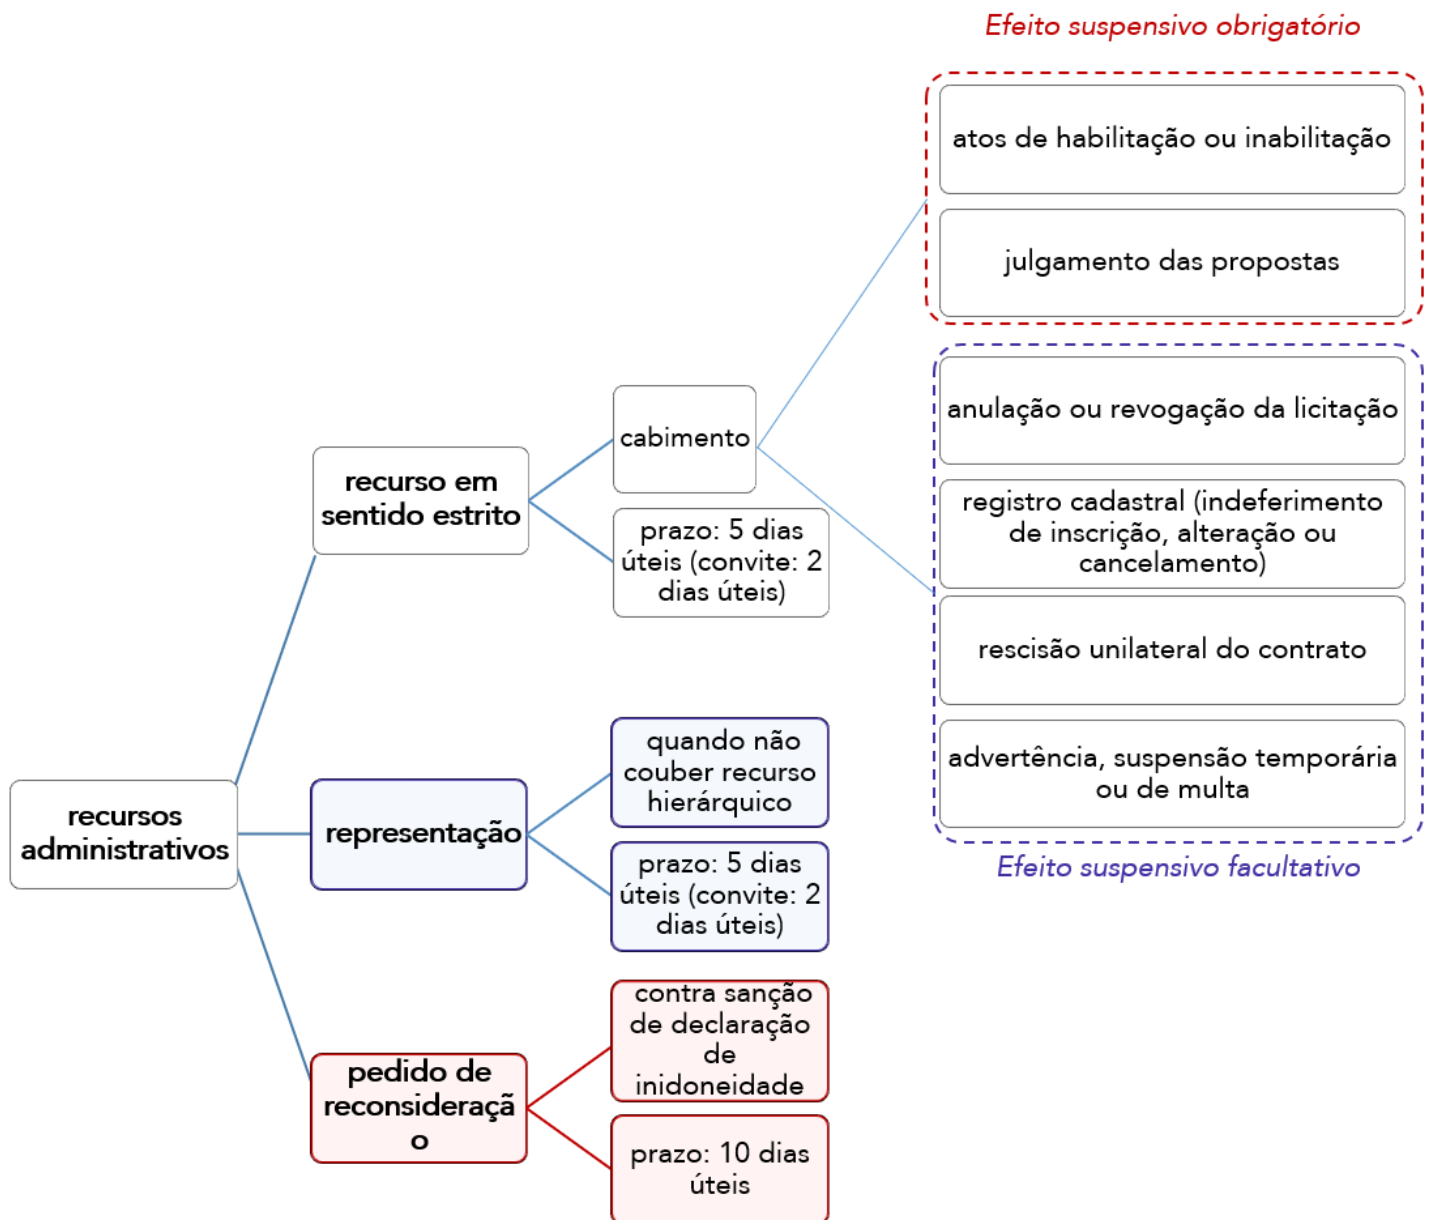 Efeito suspensivo obrigatório
atos de habilitação ou inabilitação
julgamento das propostas
anulação ou revogação da licitação
registro cadastral (indeferimento
de inscrição, alteração ou
cancelamento)
rescisão unilateral do contrato
advertência, suspensão temporária
ou de multa
Efeito suspensivo facultativo
cabimento
prazo: 5 dias
úteis (convite: 2
dias úteis)
recurso em
sentido estrito
quando não
couber recurso
hierárquico
representação
prazo: 5 dias
úteis (convite: 2
dias úteis)
recursos
administrativos
contra sanção
de declaração
de
inidoneidade
pedido de
reconsideraçã
o
prazo: 10 dias
úteis